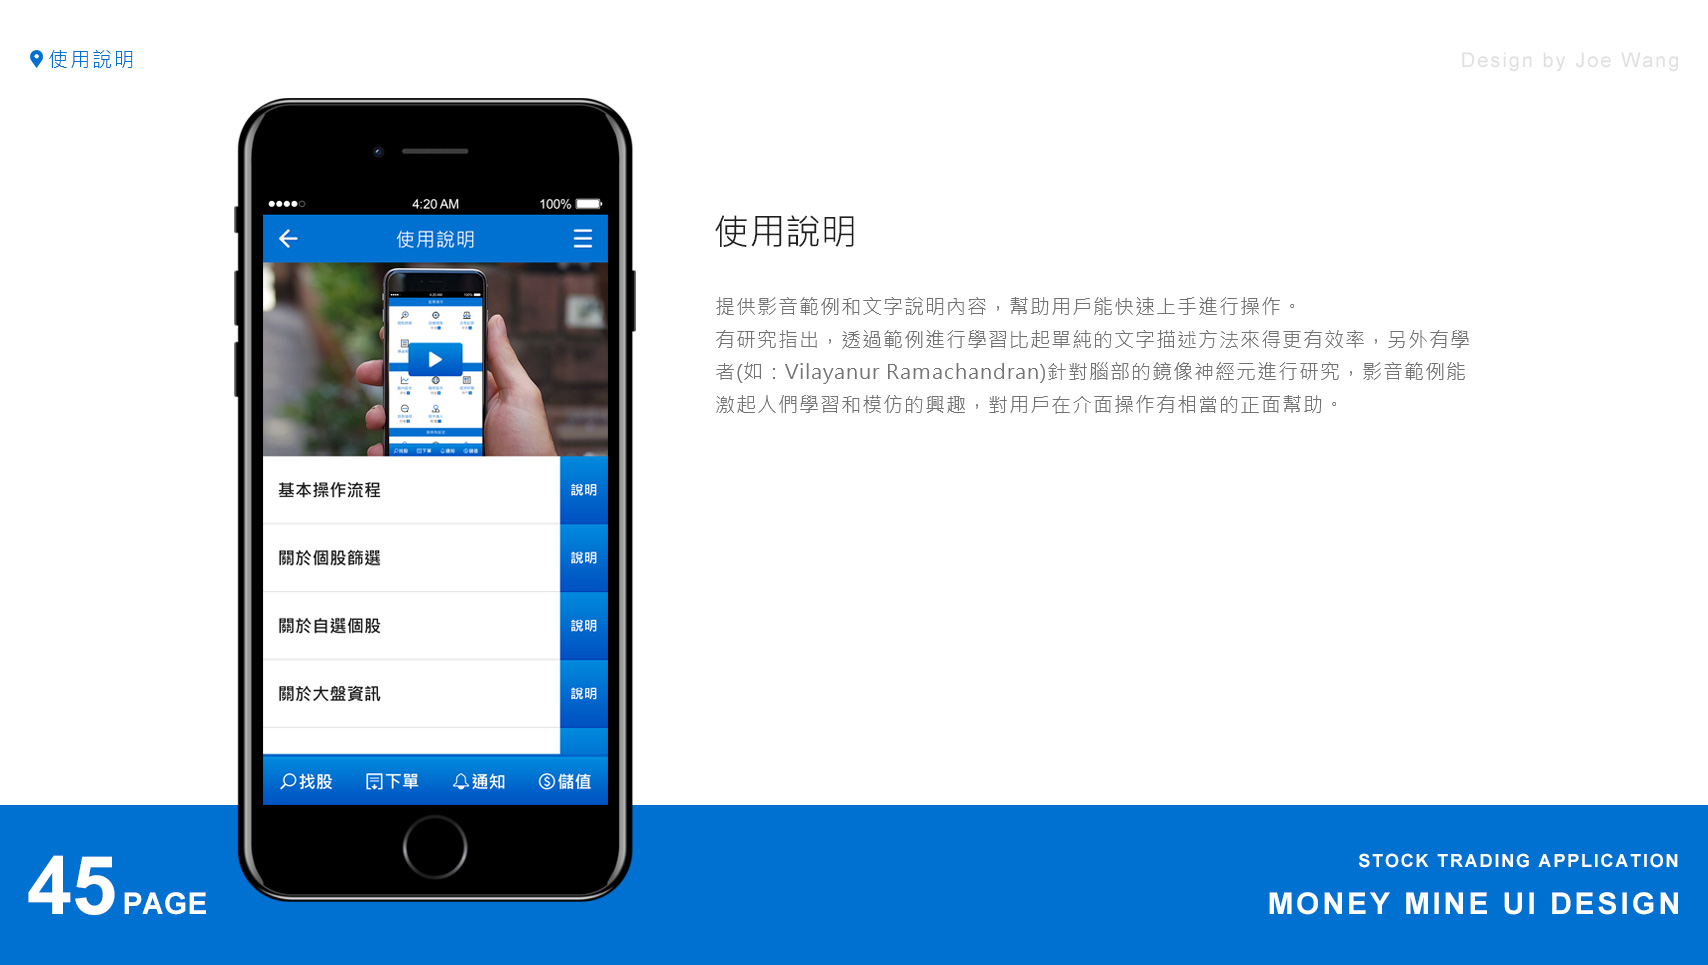 使用說明
Design by Joe Wang
4:20 AM
100%
使用說明
基本操作流程
說明
關於個股篩選
說明
關於自選個股
說明
關於大盤資訊
說明
找股
下單
通知
儲值
使用說明
提供影音範例和文字說明內容，幫助用戶能快速上手進行操作。
有研究指出，透過範例進行學習比起單純的文字描述方法來得更有效率，另外有學
者(如：Vilayanur Ramachandran)針對腦部的鏡像神經元進行研究，影音範例能
激起人們學習和模仿的興趣，對用戶在介面操作有相當的正面幫助。
45 PAGE
STOCK TRADING APPLICATION
MONEY MINE UI DESIGN